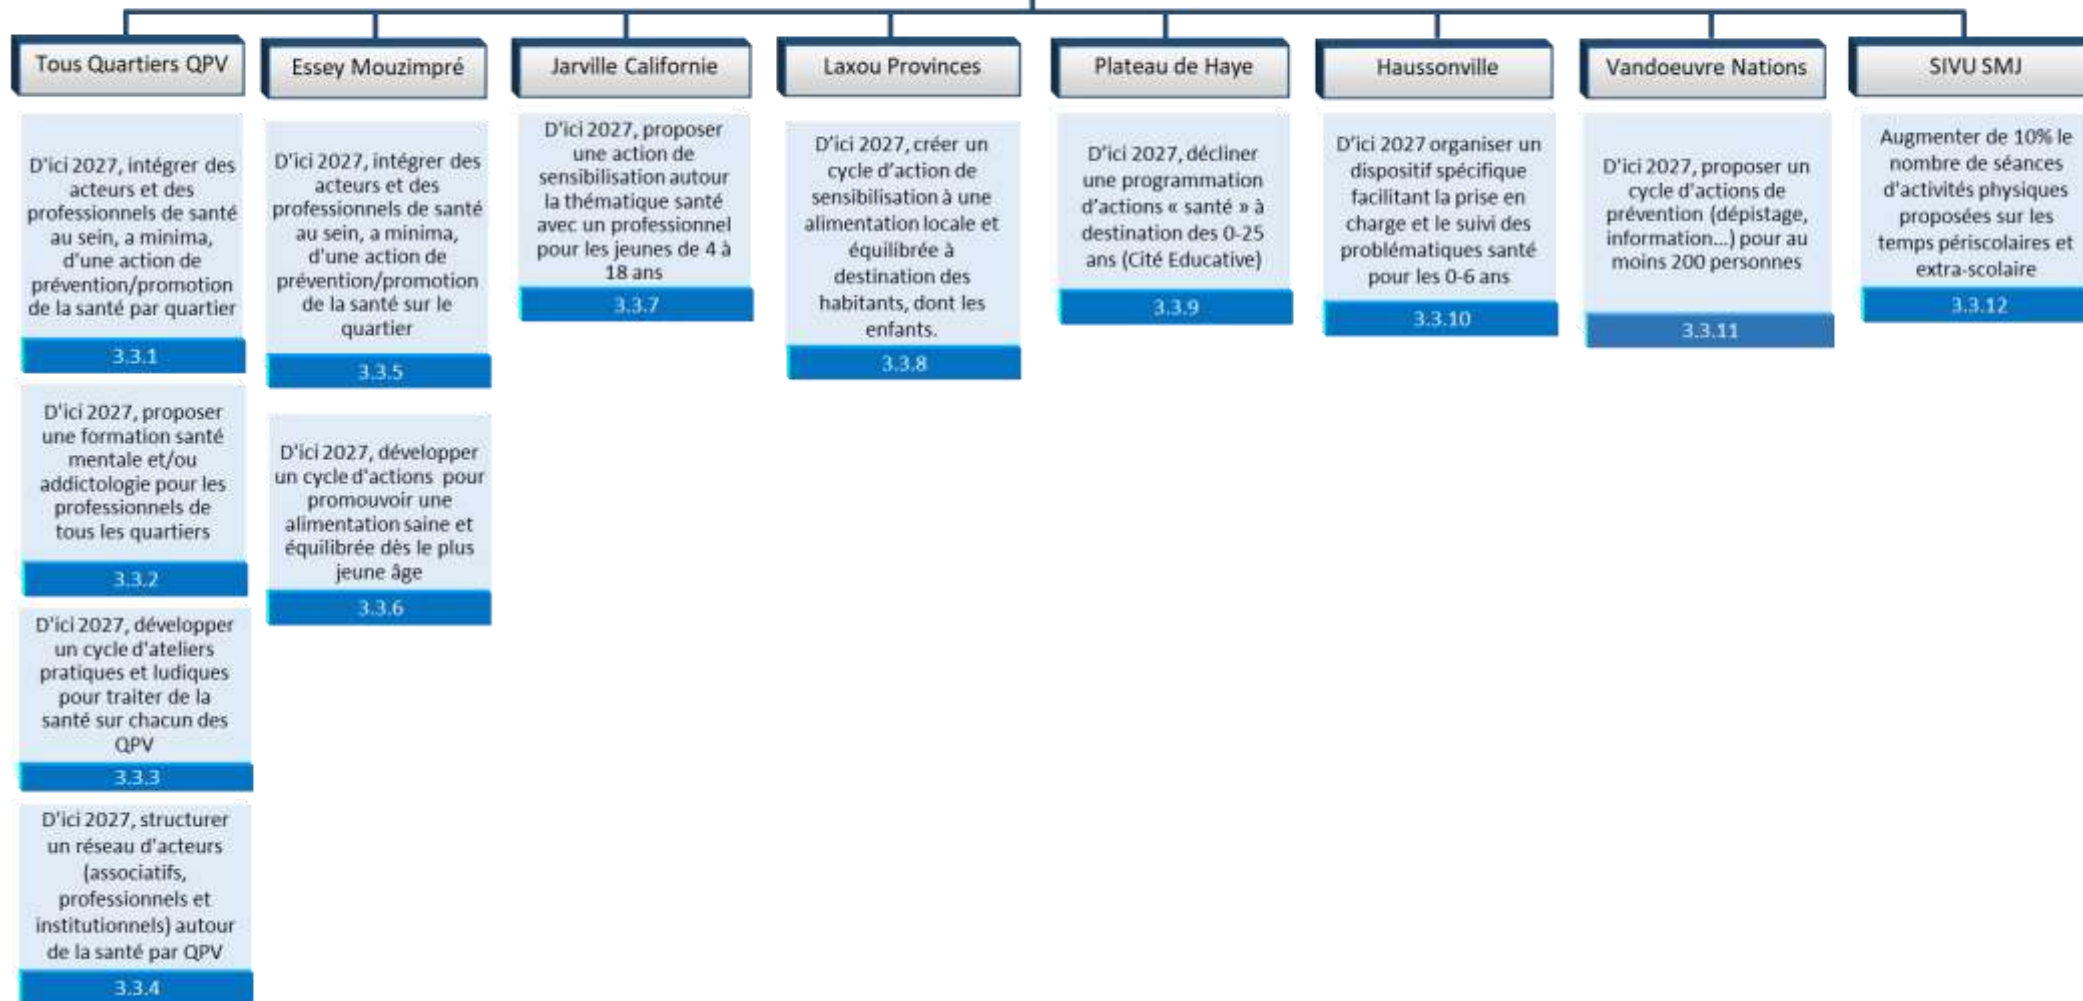 Tous Quartiers QPV
D'ici 2027, intégrer des
acteurs et des
professionnels de santé
au sein, a minima,
d'une action de
prévention/promotion
de la santé par quartier
3.3.1
D'ici 2027, proposer
une formation santé
mentale et/ou
addictologie pour les
professionnels de
tous les quartiers
3.3.2
D'ici 2027, développer
un cycle d'ateliers
pratiques et ludiques
pour traiter de la
santé sur chacun des
QPV
3.3.3
D'ici 2027, structurer
un réseau d'acteurs
(associatifs,
professionnels et
institutionnels) autour
de la santé par QPV
3.3.4
Essey Mouzimpré
D'ici 2027, intégrer des
acteurs et des
professionnels de santé
au sein, a minima,
d'une action de
prévention/promotion
de la santé sur le
quartier
3.3.5
D'ici 2027, développer
un cycle d'actions pour
promouvoir une
alimentation saine et
équilibrée dès le plus
jeune âge
3.3.6
Jarville Californie
D'ici 2027, proposer
une action de
sensibilisation autour
la thématique santé
avec un professionnel
pour les jeunes de 4 à
18 ans
3.3.7
Laxou Provinces
D'ici 2027, créer un
cycle d'action de
sensibilisation à une
alimentation locale et
équilibrée à
destination des
habitants, dont les
enfants.
3.3.8
Plateau de Haye
D'ici 2027, décliner
une programmation
d'actions « santé » à
destination des 0-25
ans (Cité Educative)
3.3.9
Haussonville
D'ici 2027 organiser un
dispositif spécifique
facilitant la prise en
charge et le suivi des
problématiques santé
pour les 0-6 ans
3.3.10
Vandoeuvre Nations
D'ici 2027, proposer un
cycle d'actions de
prévention (dépistage,
information...) pour au
moins 200 personnes
3.3.11
SIVU SMJ
Augmenter de 10% le
nombre de séances
d'activités physiques
proposées sur les
temps périscolaires et
extra-scolaire
3.3.12